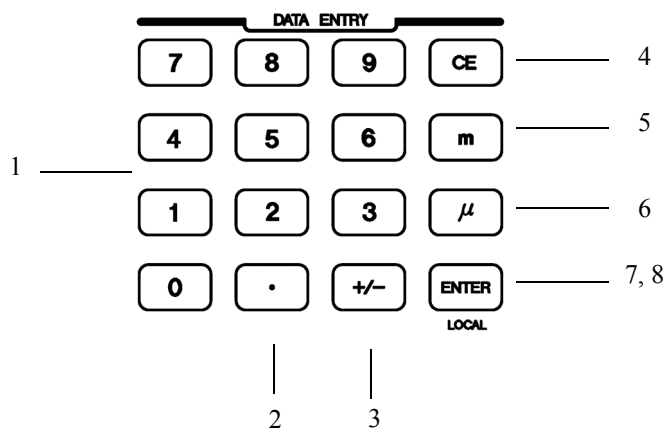 DATA ENTRY
7 8 9 CE 4
4 5 6 m 5
1
1 2 3 μ 6
0 . +/− ENTER 7, 8
LOCAL
2 3